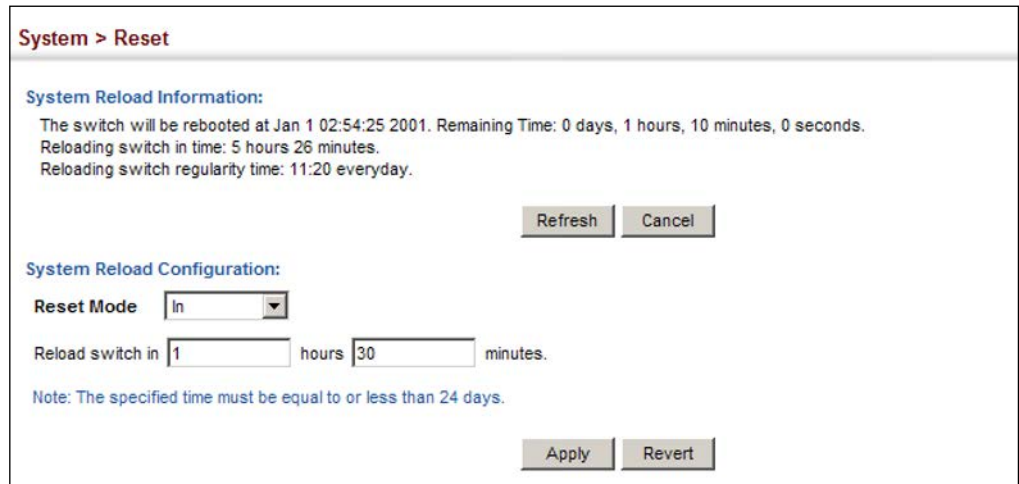 System > Reset
System Reload Information:
The switch will be rebooted at Jan 1 02:54:25 2001. Remaining Time: 0 days, 1 hours, 10 minutes, 0 seconds.
Reloading switch in time: 5 hours 26 minutes.
Reloading switch regularity time: 11:20 everyday.
Refresh Cancel
System Reload Configuration:
Reset Mode In
Reload switch in 1 hours 30 minutes.
Note: The specified time must be equal to or less than 24 days.
Apply Revert